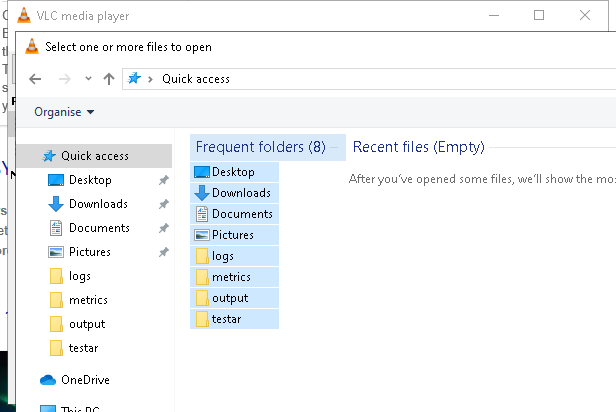 VLC media player
Select one or more files to open
Quick access
Organise
Quick access
Desktop
Downloads
Documents
Pictures
logs
metrics
output
testar
OneDrive
This PC
Frequent folders (8)
Desktop
Downloads
Documents
Pictures
logs
metrics
output
testar
Recent files (Empty)
After you've opened some files, we'll show the mos